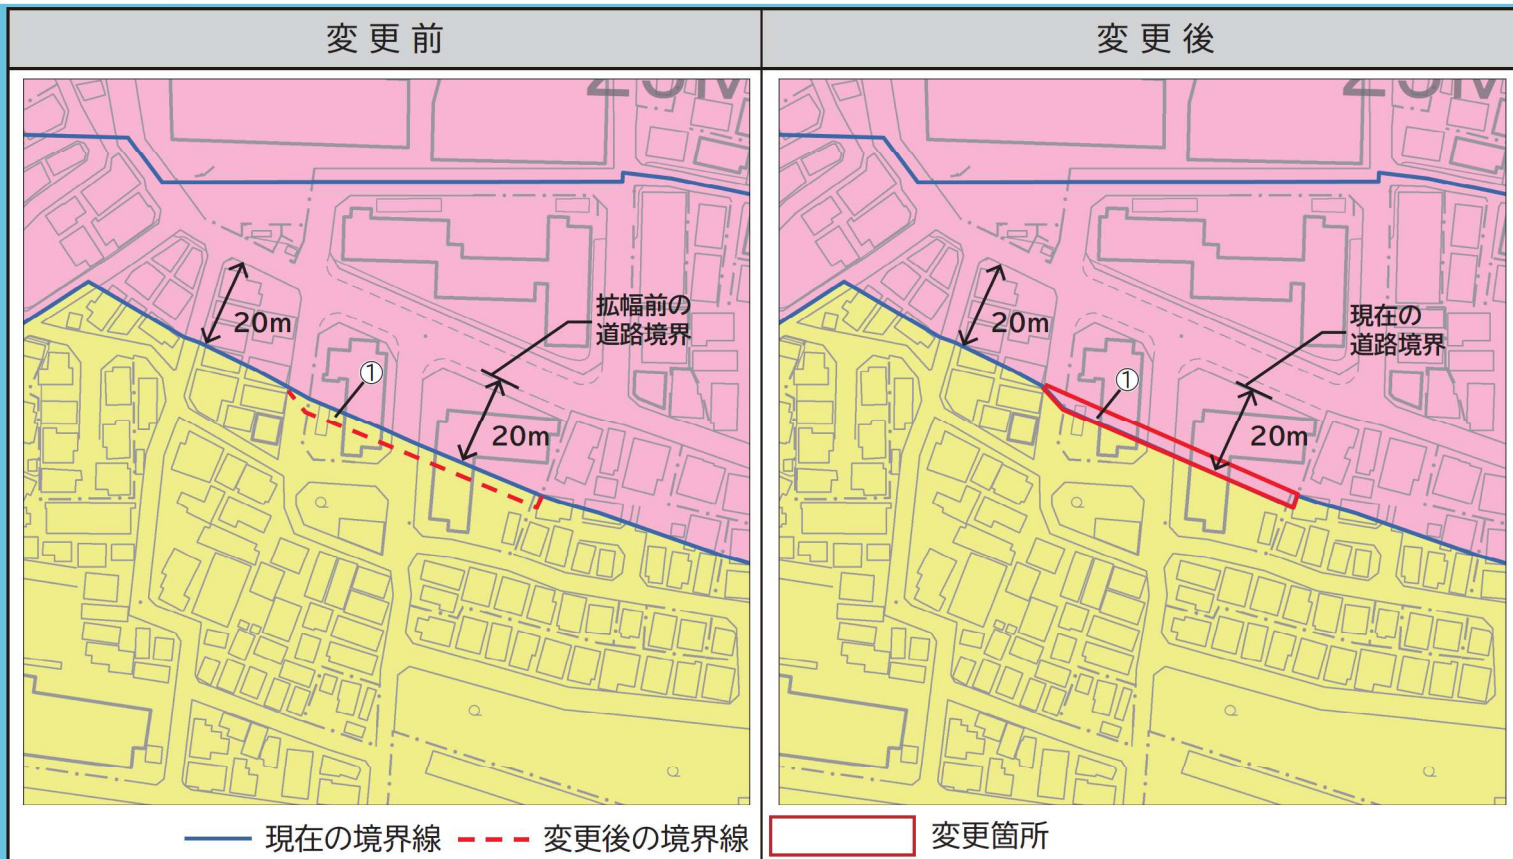 変更前
変更後
20m
拡幅前の
道路境界
①
20m
20m
現在の
道路境界
①
20m
現在の境界線
変更後の境界線
変更箇所